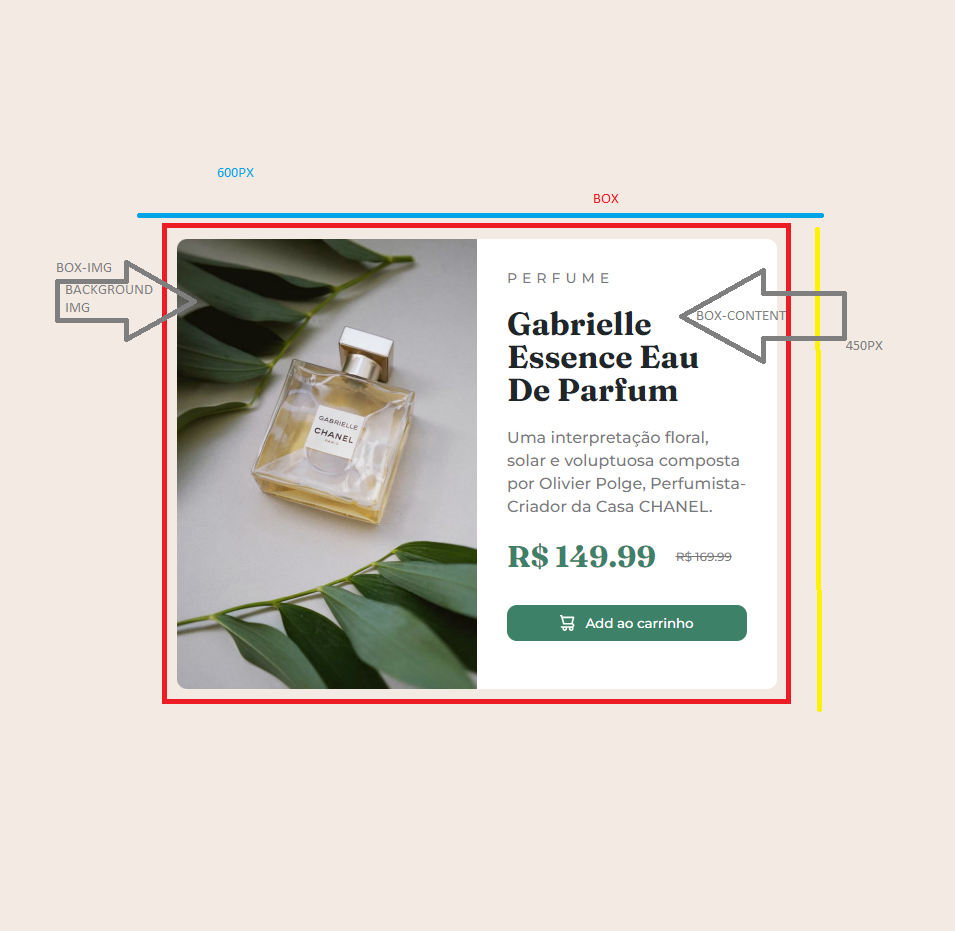 600PX
BOX
BOX-IMG
BACKGROUND
IMG
GABRIELLE
CHANEL
PARIS
PERFUME
Gabrielle
Essence Eau
De Parfum
BOX-CONTENT
450PX
Uma interpretação floral,
solar e voluptuosa composta
por Olivier Polge, Perfumista-
Criador da Casa CHANEL.
R$ 149.99 R$ 169.99
Add ao carrinho